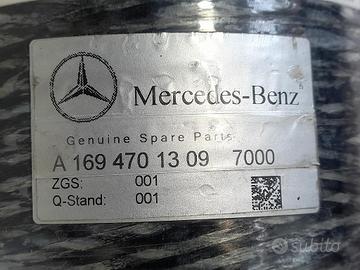 Mercedes-Benz
Genuine Spare Parts
A 169 470 13 09 7000
ZGS: 001
Q-Stand: 001
subito